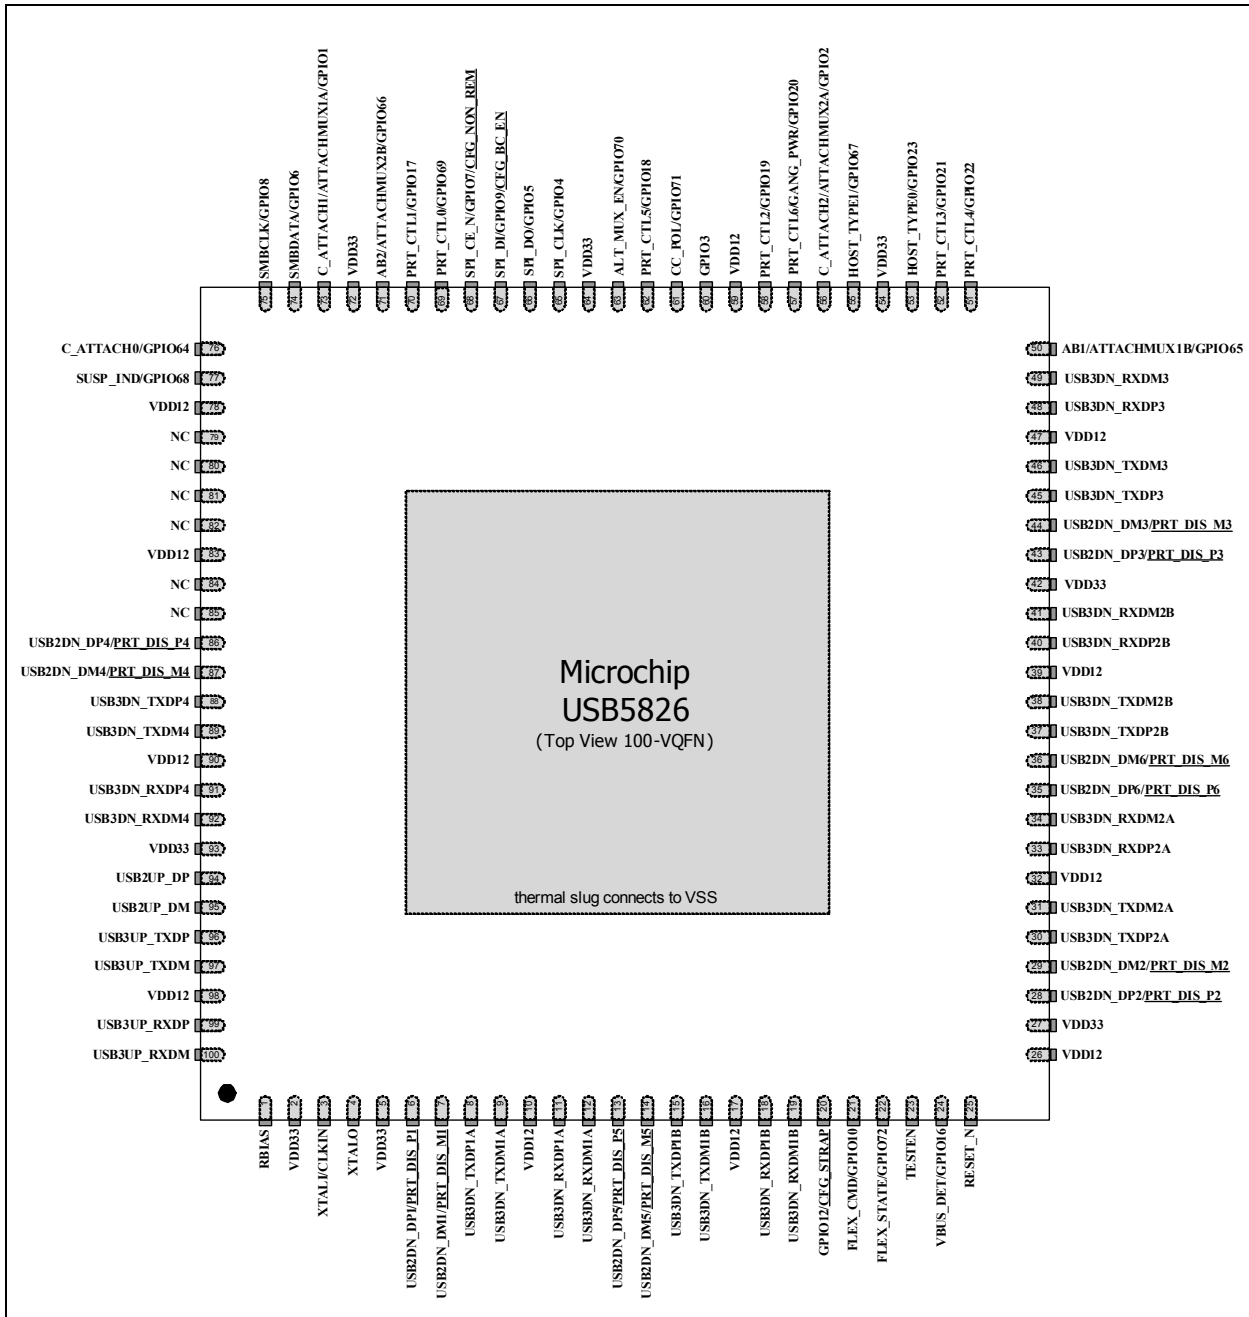 75 SMBCLK/GPIO8
74 SMBDATA/GPIO6
73 C_ATTACH1/ATTACHMUX1A/GPIO1
72 VDD33
71 AB2/ATTACHMUX2B/GPIO66
70 PRT_CTL1/GPIO17
69 PRT_CTL0/GPIO69
68 SPI_CE_N/GPIO7/CFG_NON_REM
67 SPI_DI/GPIO9/CFG_BC_EN
66 SPI_DO/GPIO5
65 SPI_CLK/GPIO4
64 VDD33
63 ALT_MUX_EN/GPIO70
62 PRT_CTL5/GPIO18
61 CC_POL/GPIO71
60 GPIO3
59 VDD12
58 PRT_CTL2/GPIO19
57 PRT_CTL6/GANG_PWR/GPIO20
56 C_ATTACH2/ATTACHMUX2A/GPIO2
55 HOST_TYPE1/GPIO67
54 VDD33
53 HOST_TYPE0/GPIO23
52 PRT_CTL3/GPIO21
51 PRT_CTL4/GPIO22
C_ATTACH0/GPIO64 76
SUSP_IND/GPIO68 77
VDD12 78
NC 79
NC 80
NC 81
NC 82
VDD12 83
NC 84
NC 85
USB2DN_DP4/PRT_DIS_P4 86
USB2DN_DM4/PRT_DIS_M4 87
USB3DN_TXDP4 88
USB3DN_TXDM4 89
VDD12 90
USB3DN_RXDP4 91
USB3DN_RXDM4 92
VDD33 93
USB2UP_DP 94
USB2UP_DM 95
USB3UP_TXDP 96
USB3UP_TXDM 97
VDD12 98
USB3UP_RXDP 99
USB3UP_RXDM 100
Microchip
USB5826
(Top View 100-VQFN)
thermal slug connects to VSS
50 AB1/ATTACHMUX1B/GPIO65
49 USB3DN_RXDM3
48 USB3DN_RXDP3
47 VDD12
46 USB3DN_TXDM3
45 USB3DN_TXDP3
44 USB2DN_DM3/PRT_DIS_M3
43 USB2DN_DP3/PRT_DIS_P3
42 VDD33
41 USB3DN_RXDM2B
40 USB3DN_RXDP2B
39 VDD12
38 USB3DN_TXDM2B
37 USB3DN_TXDP2B
36 USB2DN_DM6/PRT_DIS_M6
35 USB2DN_DP6/PRT_DIS_P6
34 USB3DN_RXDM2A
33 USB3DN_RXDP2A
32 VDD12
31 USB3DN_TXDM2A
30 USB3DN_TXDP2A
29 USB2DN_DM2/PRT_DIS_M2
28 USB2DN_DP2/PRT_DIS_P2
27 VDD33
26 VDD12
RBIAS 1
VDD33 2
XTALI/CLKIN 3
XTALO 4
VDD33 5
USB2DN_DP1/PRT_DIS_P1 6
USB2DN_DM1/PRT_DIS_M1 7
USB3DN_TXDP1A 8
USB3DN_TXDM1A 9
VDD12 10
USB3DN_RXDP1A 11
USB3DN_RXDM1A 12
USB2DN_DP5/PRT_DIS_P5 13
USB2DN_DM5/PRT_DIS_M5 14
USB3DN_TXDP1B 15
USB3DN_TXDM1B 16
VDD12 17
USB3DN_RXDP1B 18
USB3DN_RXDM1B 19
GPIO12/CFG_STRAP 20
FLEX_CMD/GPIO10 21
FLEX_STATE/GPIO72 22
TESTEN 23
VBUS_DET/GPIO16 24
RESET_N 25